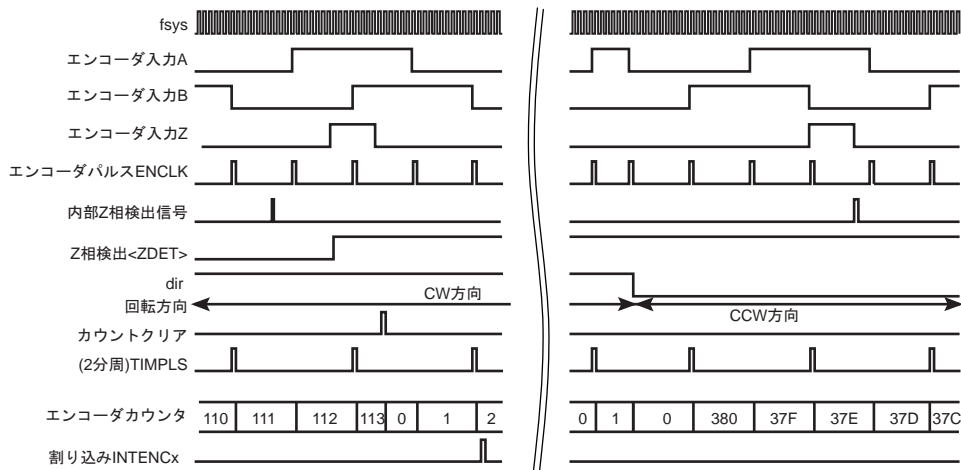 fsys
エンコーダ入力A
エンコーダ入力B
エンコーダ入力Z
エンコーダパルスENCLK
内部Z相検出信号
Z相検出<ZDET>
dir
回転方向 CW方向 CCW方向
カウントクリア
(2分周)TIMPLS
エンコーダカウンタ 110 111 112 113 0 1 2 0 1 0 380 37F 37E 37D 37C
割り込みINTENCx